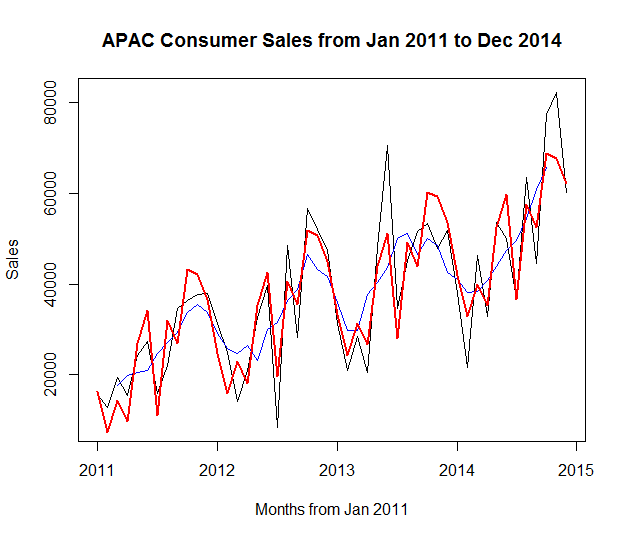 APAC Consumer Sales from Jan 2011 to Dec 2014
80000
60000
40000
20000
Sales
2011 2012 2013 2014 2015
Months from Jan 2011